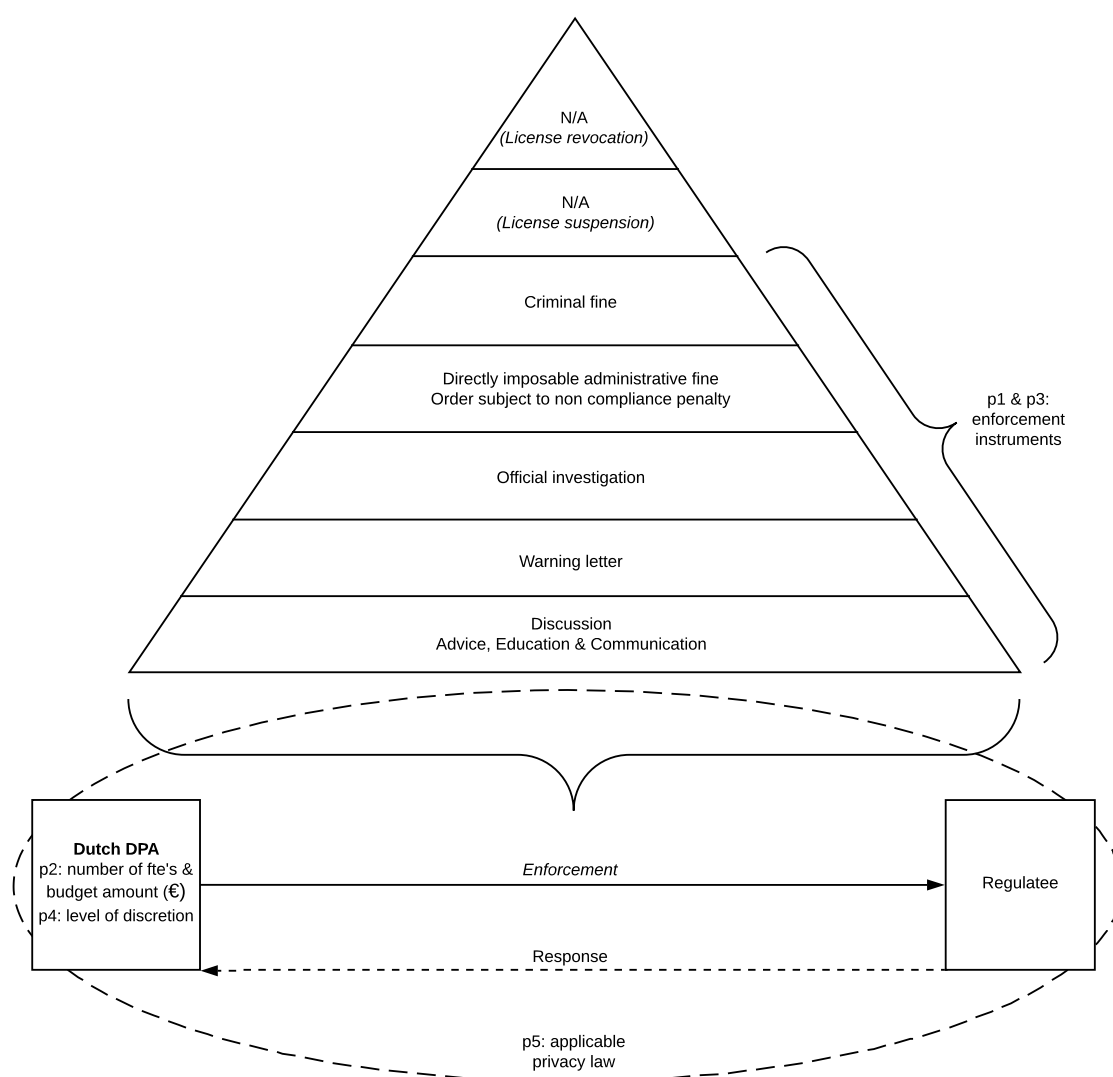 N/A
(License revocation)
N/A
(License suspension)
Criminal fine
Directly imposable administrative fine
Order subject to non compliance penalty
p1 & p3:
enforcement
instruments
Official investigation
Warning letter
Discussion
Advice, Education & Communication
Dutch DPA
p2: number of fte's &
budget amount (€)
p4: level of discretion
Enforcement
Regulatee
Response
p5: applicable
privacy law